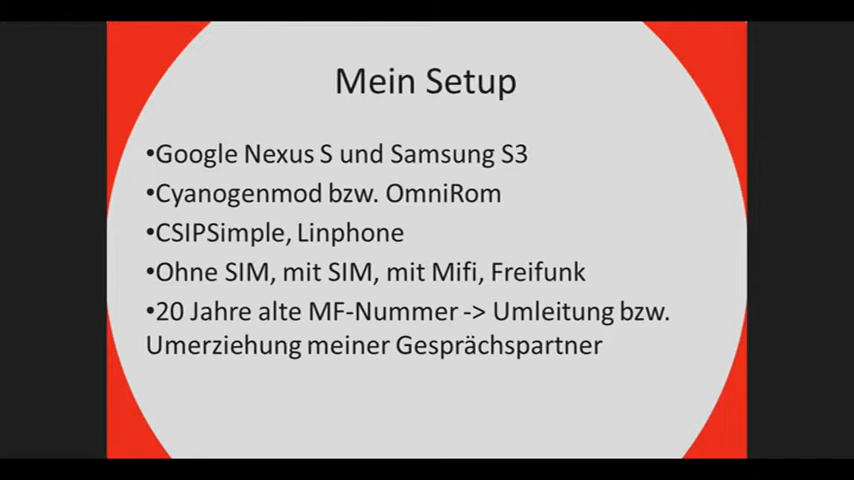 Mein Setup
•Google Nexus S und Samsung S3
•Cyanogenmod bzw. OmniRom
•CSIPSimple, Linphone
•Ohne SIM, mit SIM, mit Mifi, Freifunk
•20 Jahre alte MF-Nummer -> Umleitung bzw.
Umerziehung meiner Gesprächspartner